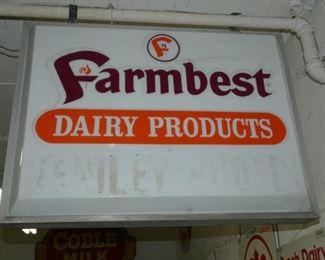 F
Farmbest
DAIRY PRODUCTS
COBLE
MILK